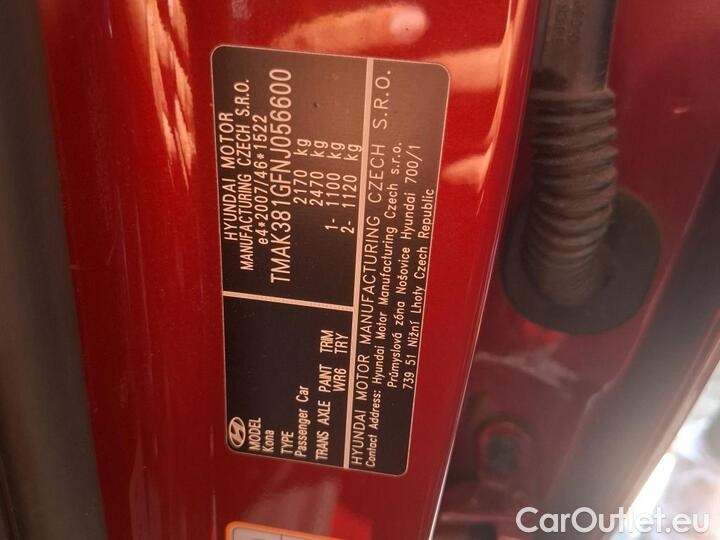 HYUNDAI MOTOR
MANUFACTURING CZECH S.R.O.
e4*2007/46*1522
TMAK381GFNJ056600
2170 kg
2470 kg
1- 1100 kg
2- 1120 kg
MODEL
Kona
TYPE
Passenger Car
TRANS AXLE PAINT TRIM
WR6 TRY
HYUNDAI MOTOR MANUFACTURING CZECH S.R.O.
Contact Address: Hyundai Motor Manufacturing Czech s.r.o.
Průmyslová zóna Nošovice Hyundai 700/1
739 51 Nižní Lhoty Czech Republic
CarOutlet.eu